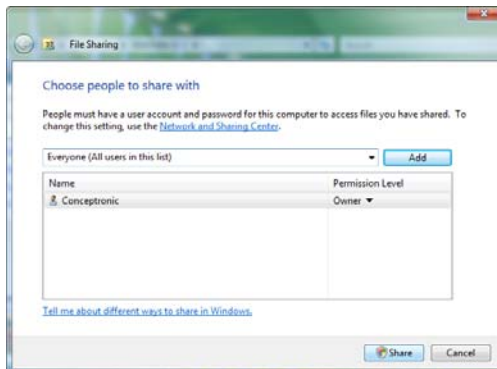 File Sharing
Choose people to share with
People must have a user account and password for this computer to access files you have shared. To
change this setting, use the Network and Sharing Center.
Everyone (All users in this list)
Add
Name Permission Level
Conceptronic Owner
Tell me about different ways to share in Windows.
Share Cancel